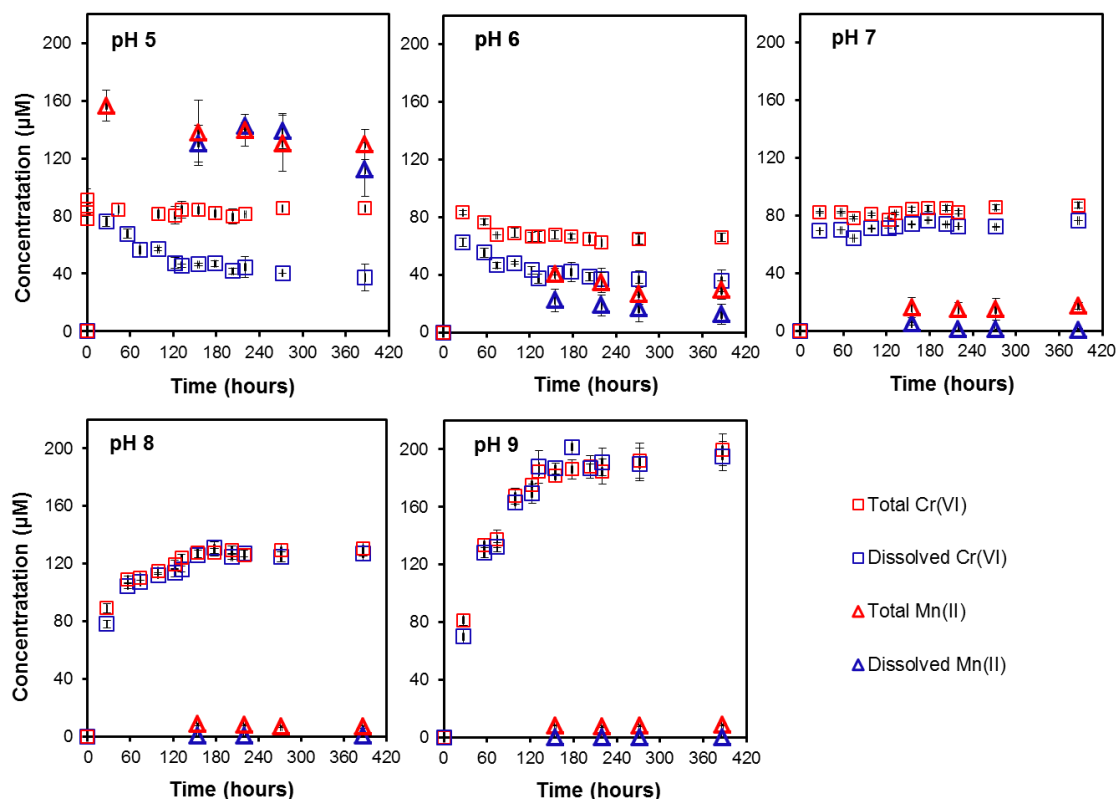 pH 5
200
160
120
80
40
0
0 60 120 180 240 300 360 420
Time (hours)
Concentratation (µM)
pH 6
200
160
120
80
40
0
0 60 120 180 240 300 360 420
Time (hours)
pH 7
200
160
120
80
40
0
0 60 120 180 240 300 360 420
Time (hours)
pH 8
200
160
120
80
40
0
0 60 120 180 240 300 360 420
Time (hours)
Concentratation (µM)
pH 9
200
160
120
80
40
0
0 60 120 180 240 300 360 420
Time (hours)
Total Cr(VI)
Dissolved Cr(VI)
Total Mn(II)
Dissolved Mn(II)